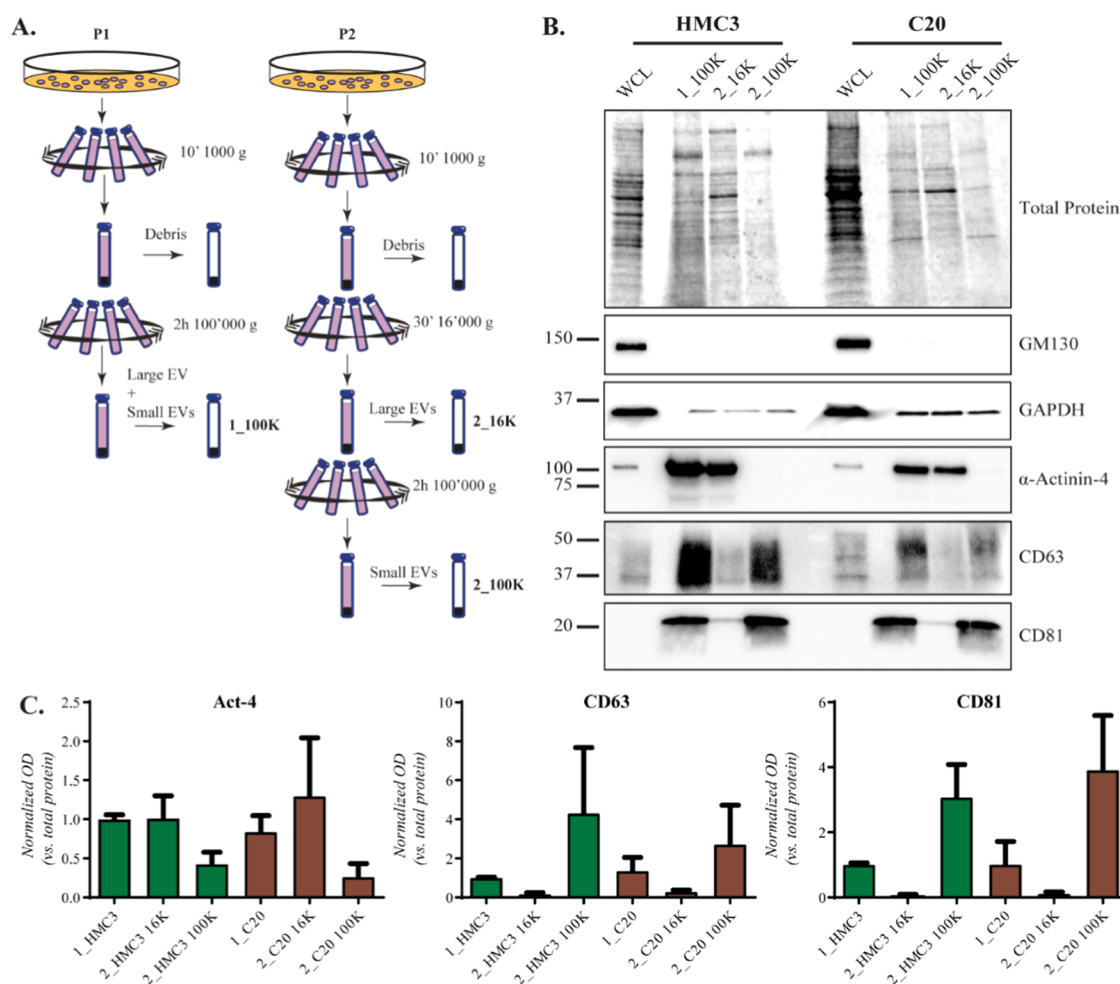 A.
P1
P2
10' 1000 g
10' 1000 g
Debris
Debris
2h 100'000 g
30' 16'000 g
Large EV
+
Small EVs
1_100K
Large EVs
2_16K
2h 100'000 g
Small EVs
2_100K
B.
HMC3
C20
WCL
1_100K
2_16K
2_100K
WCL
1_100K
2_16K
2_100K
Total Protein
150
GM130
37
GAPDH
100
75
α-Actinin-4
50
37
CD63
20
CD81
C.
Act-4
Normalized OD
(vs. total protein)
2.5
2.0
1.5
1.0
0.5
0.0
1_HMC3
2_HMC3 16K
2_HMC3 100K
1_C20
2_C20 16K
2_C20 100K
CD63
Normalized OD
(vs. total protein)
10
8
6
4
2
0
1_HMC3
2_HMC3 16K
2_HMC3 100K
1_C20
2_C20 16K
2_C20 100K
CD81
Normalized OD
(vs. total protein)
6
4
2
0
1_HMC3
2_HMC3 16K
2_HMC3 100K
1_C20
2_C20 16K
2_C20 100K